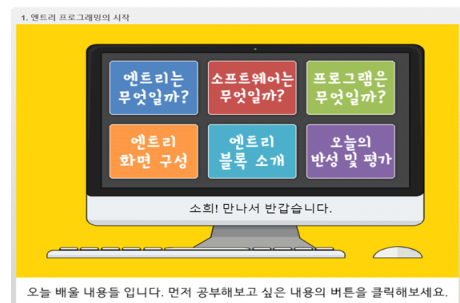 1. 엔트리 프로그래밍의 시작
엔트리는
무엇일까?
소프트웨어는
무엇일까?
프로그램은
무엇일까?
엔트리
화면 구성
엔트리
블록 소개
오늘의
반성 및 평가
소희! 만나서 반갑습니다.
오늘 배울 내용들 입니다. 먼저 공부해보고 싶은 내용의 버튼을 클릭해보세요.